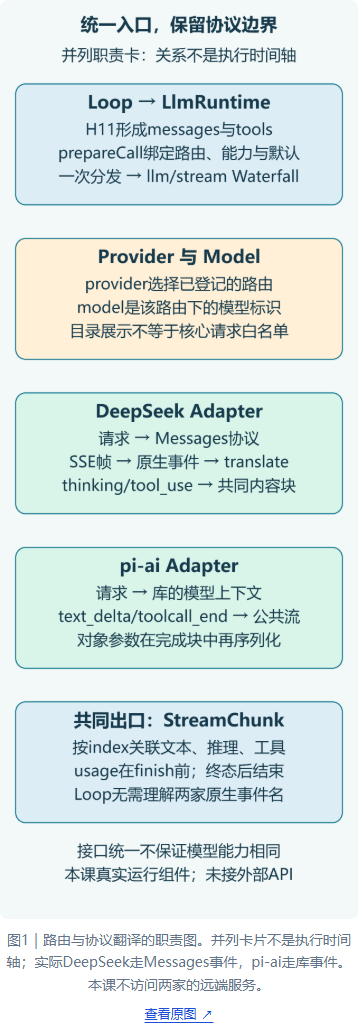 统一入口，保留协议边界
并列职责卡：关系不是执行时间轴
Loop → LlmRuntime
H11形成messages与tools
prepareCall绑定路由、能力与默认
一次分发 → llm/stream Waterfall
Provider 与 Model
provider选择已登记的路由
model是该路由下的模型标识
目录展示不等于核心请求白名单
DeepSeek Adapter
请求 → Messages协议
SSE帧 → 原生事件 → translate
thinking/tool_use → 共同内容块
pi-ai Adapter
请求 → 库的模型上下文
text_delta/toolcall_end → 公共流
对象参数在完成块中再序列化
共同出口：StreamChunk
按index关联文本、推理、工具
usage在finish前；终态后结束
Loop无需理解两家原生事件名
接口统一不保证模型能力相同
本课真实运行组件；未接外部API
图1｜路由与协议翻译的职责图。并列卡片不是执行时间
轴；实际DeepSeek走Messages事件，pi-ai走库事件。
本课不访问两家的远端服务。
查看原图 ↗